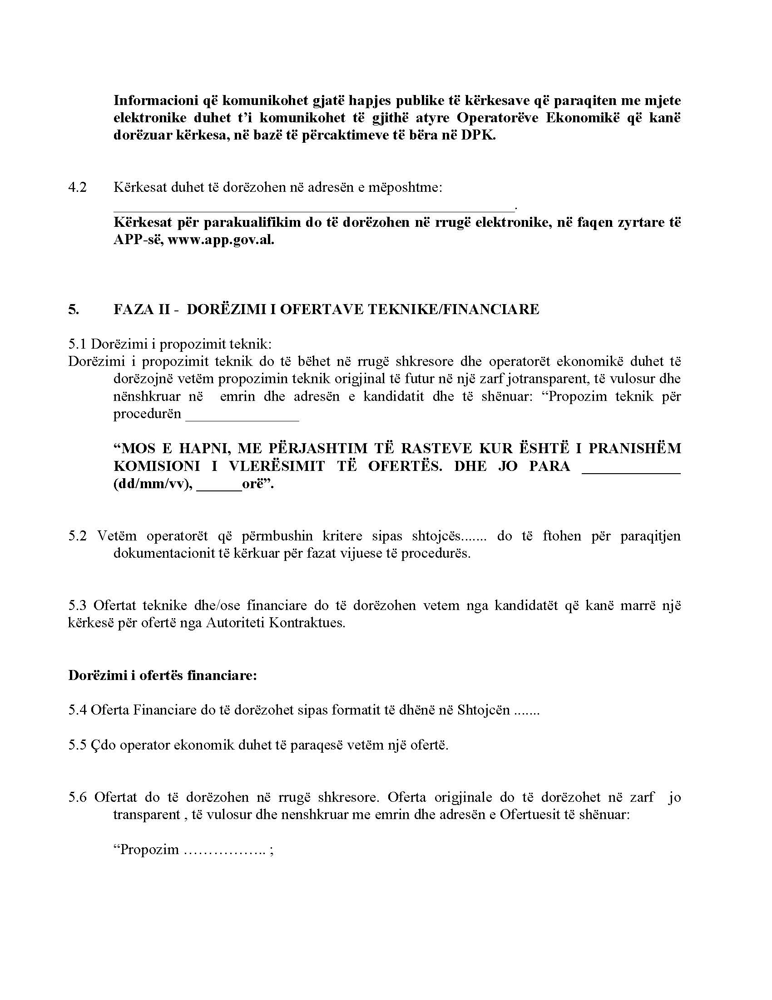 Informacioni që komunikohet gjatë hapjes publike të kërkesave që paraqiten me mjete
elektronike duhet t’i komunikohet të gjithë atyre Operatorëve Ekonomikë që kanë
dorëzuar kërkesa, në bazë të përcaktimeve të bëra në DPK.
4.2 Kërkesat duhet të dorëzohen në adresën e mëposhtme:
_____________________________________________________.
Kërkesat për parakualifikim do të dorëzohen në rrugë elektronike, në faqen zyrtare të
APP-së, www.app.gov.al.
5. FAZA II - DORËZIMI I OFERTAVE TEKNIKE/FINANCIARE
5.1 Dorëzimi i propozimit teknik:
Dorëzimi i propozimit teknik do të bëhet në rrugë shkresore dhe operatorët ekonomikë duhet të
dorëzojnë vetëm propozimin teknik origjinal të futur në një zarf jotransparent, të vulosur dhe
nënshkruar në emrin dhe adresën e kandidatit dhe të shënuar: “Propozim teknik për
procedurën _______________
“MOS E HAPNI, ME PËRJASHTIM TË RASTEVE KUR ËSHTË I PRANISHËM
KOMISIONI I VLERËSIMIT TË OFERTËS. DHE JO PARA _____________
(dd/mm/vv), ______orë”.
5.2 Vetëm operatorët që përmbushin kritere sipas shtojcës....... do të ftohen për paraqitjen
dokumentacionit të kërkuar për fazat vijuese të procedurës.
5.3 Ofertat teknike dhe/ose financiare do të dorëzohen vetem nga kandidatët që kanë marrë një
kërkesë për ofertë nga Autoriteti Kontraktues.
Dorëzimi i ofertës financiare:
5.4 Oferta Financiare do të dorëzohet sipas formatit të dhënë në Shtojcën .......
5.5 Çdo operator ekonomik duhet të paraqesë vetëm një ofertë.
5.6 Ofertat do të dorëzohen në rrugë shkresore. Oferta origjinale do të dorëzohet në zarf jo
transparent , të vulosur dhe nenshkruar me emrin dhe adresën e Ofertuesit të shënuar:
“Propozim …………….. ;